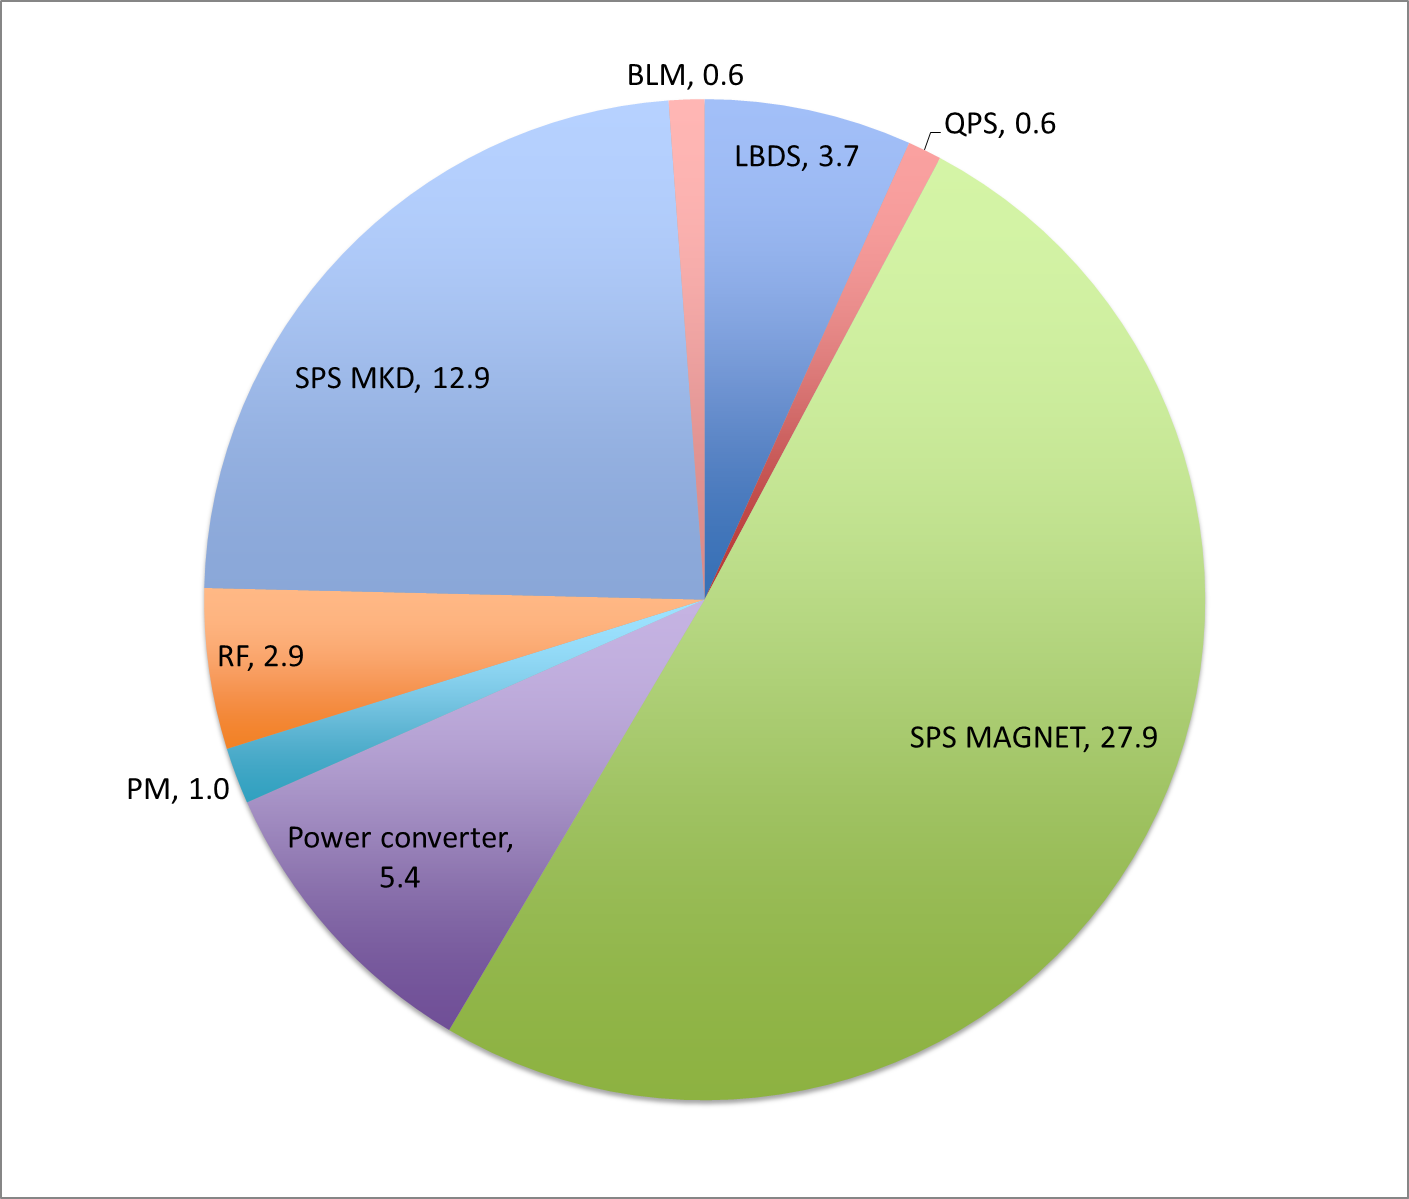 BLM, 0.6
QPS, 0.6
LBDS, 3.7
SPS MKD, 12.9
RF, 2.9
SPS MAGNET, 27.9
PM, 1.0
Power converter,
5.4